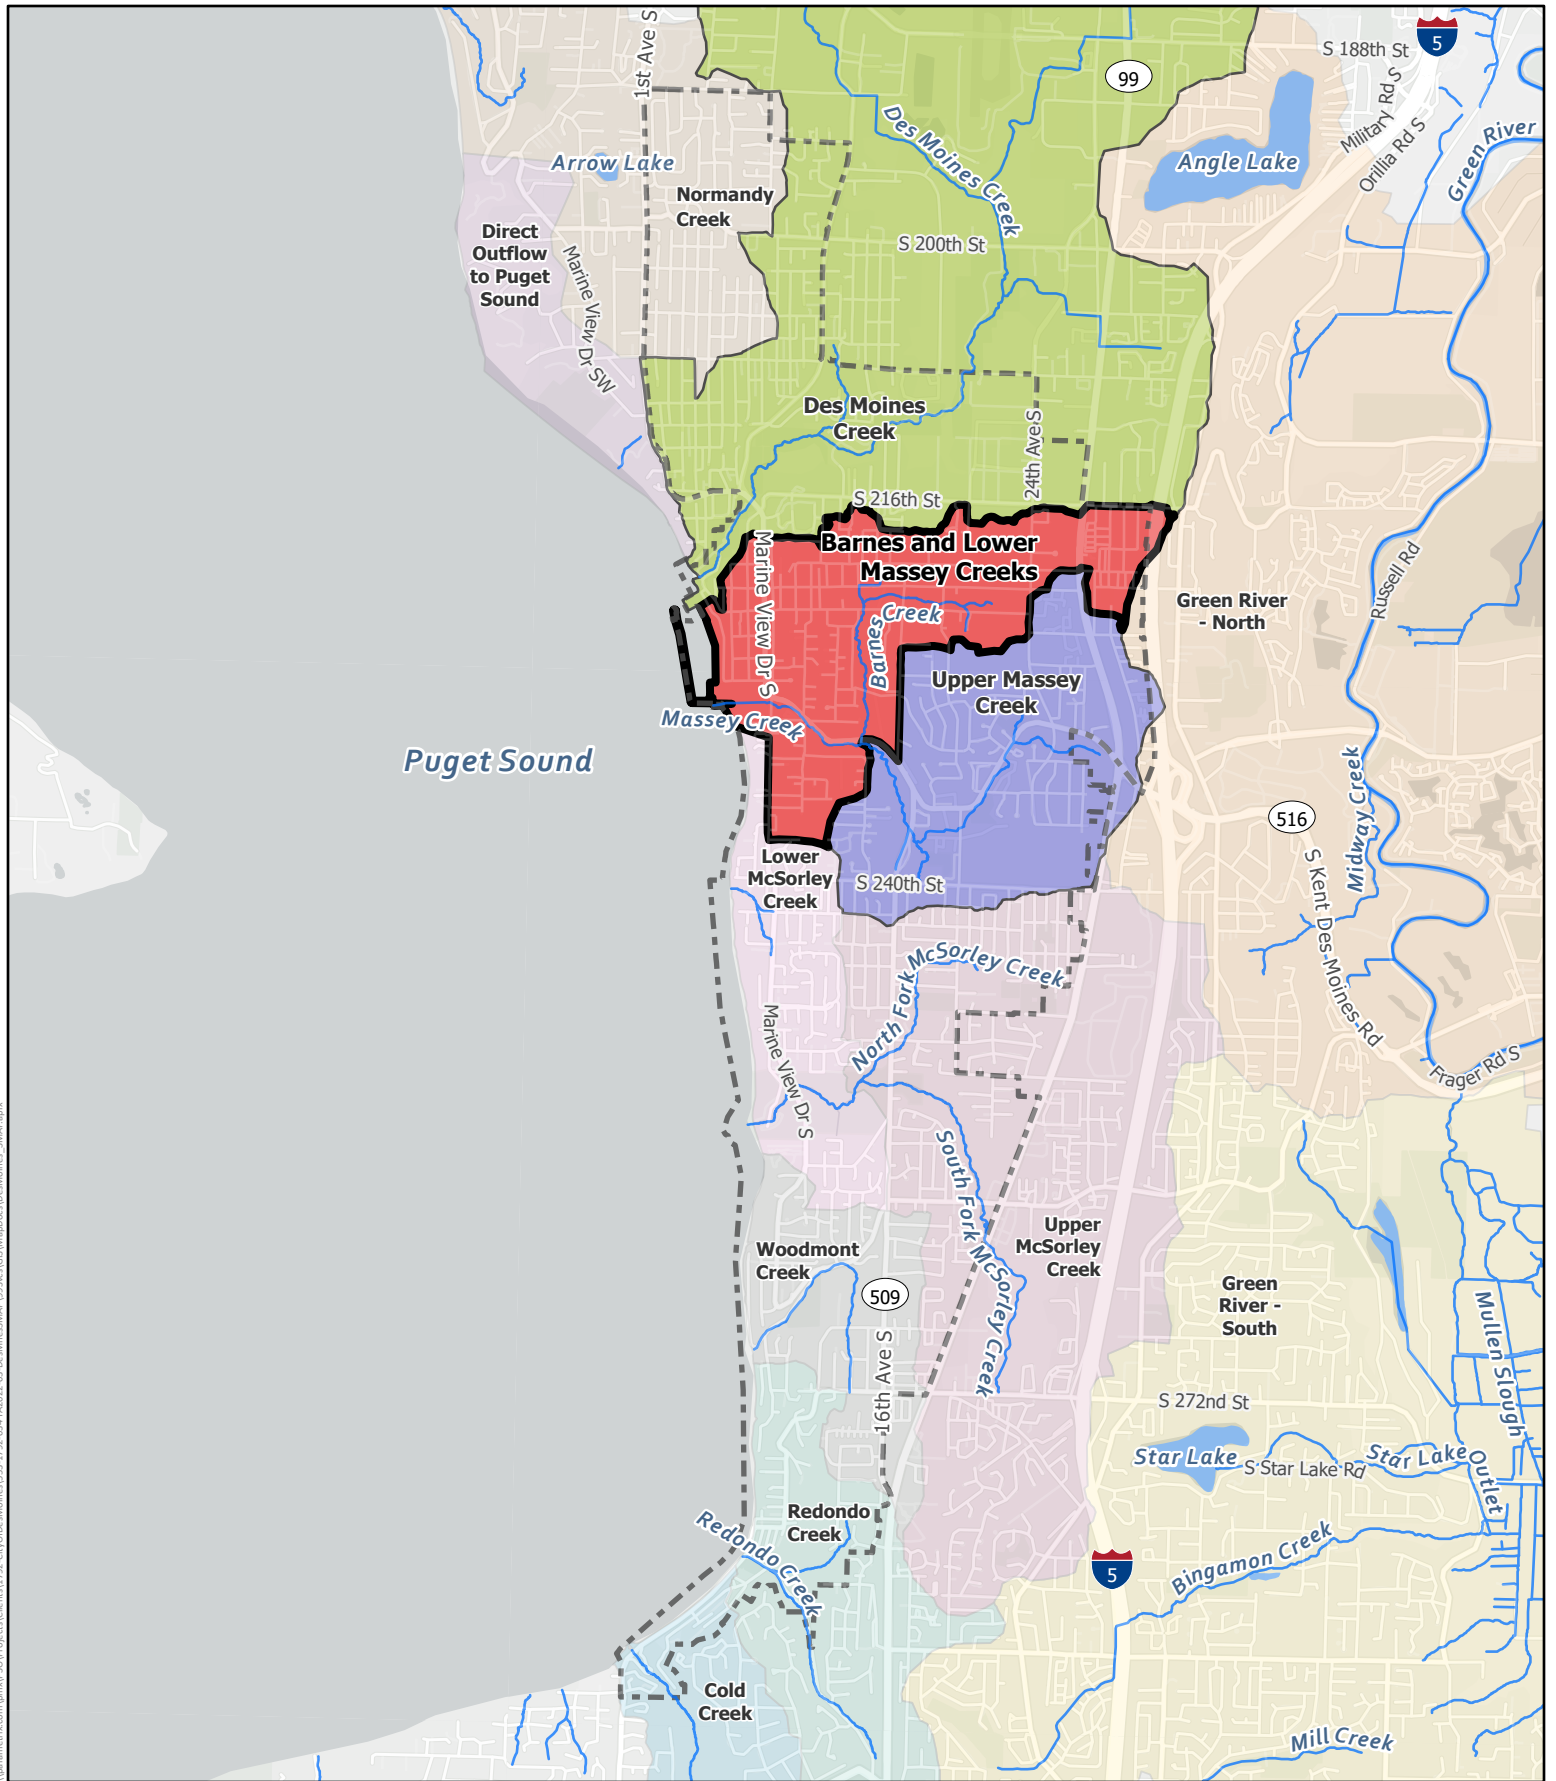 1st Ave S
S 188th St
5
99
Military Rd S
Orillia Rd S
Green River
Des Moines Creek
Arrow Lake
Angle Lake
Normandy
Creek
Direct
Outflow
to Puget
Sound
Marine View Dr SW
S 200th St
Des Moines
Creek
24th Ave S
S 216th St
Marine View Dr S
Barnes and Lower
Massey Creeks
Barnes Creek
Green River
- North
Russell Rd
Upper Massey
Creek
Massey Creek
Puget Sound
Midway Creek
516
Lower
McSorley
Creek
S 240th St
S Kent Des Moines Rd
North Fork McSorley Creek
Marine View Dr S
Frager Rd S
South Fork McSorley Creek
Upper
McSorley
Creek
Woodmont
Creek
509
Green
River -
South
Mullen Slough
16th Ave S
S 272nd St
Star Lake
S Star Lake Rd
Star Lake Outlet
Redondo
Creek
Redondo Creek
5
Bingamon Creek
Cold
Creek
Mill Creek